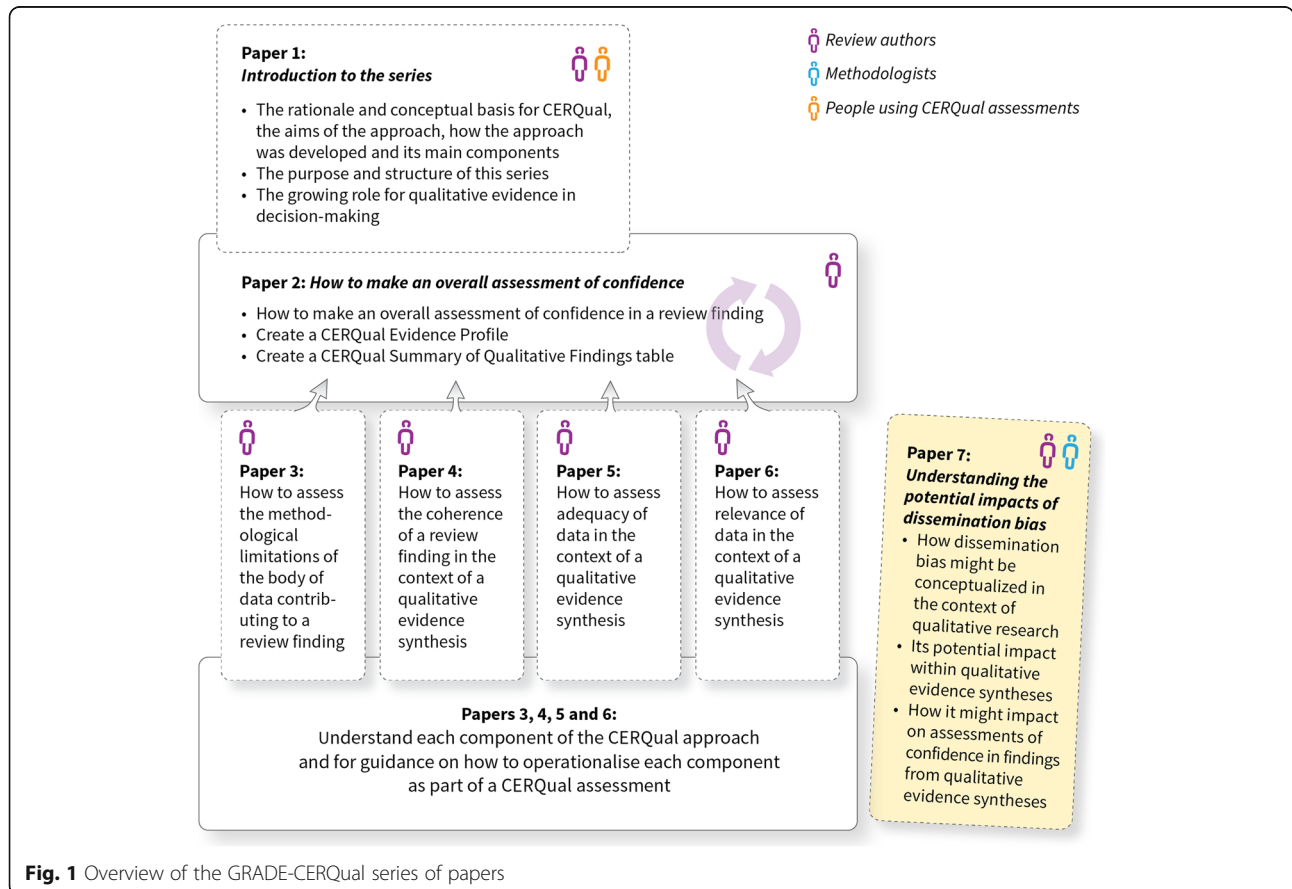 Paper 1:
Introduction to the series
• The rationale and conceptual basis for CERQual,
the aims of the approach, how the approach
was developed and its main components
• The purpose and structure of this series
• The growing role for qualitative evidence in
decision-making
Review authors
Methodologists
People using CERQual assessments
Paper 2: How to make an overall assessment of confidence
• How to make an overall assessment of confidence in a review finding
• Create a CERQual Evidence Profile
• Create a CERQual Summary of Qualitative Findings table
Paper 3:
How to assess
the method-
ological
limitations of
the body of
data contrib-
uting to a
review finding
Paper 4:
How to assess
the coherence
of a review
finding in the
context of a
qualitative
evidence
synthesis
Paper 5:
How to assess
adequacy of
data in the
context of a
qualitative
evidence
synthesis
Paper 6:
How to assess
relevance of
data in the
context of a
qualitative
evidence
synthesis
Papers 3, 4, 5 and 6:
Understand each component of the CERQual approach
and for guidance on how to operationalise each component
as part of a CERQual assessment
Paper 7:
Understanding the
potential impacts of
dissemination bias
• How dissemination
bias might be
conceptualized in
the context of
qualitative research
• Its potential impact
within qualitative
evidence syntheses
• How it might impact
on assessments of
confidence in findings
from qualitative
evidence syntheses
Fig. 1 Overview of the GRADE-CERQual series of papers